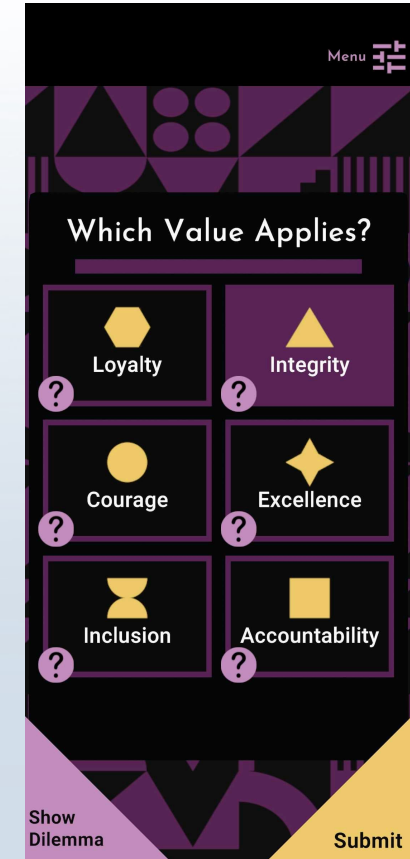 Menu
Which Value Applies?
Loyalty
Integrity
?
?
Courage
Excellence
?
?
Inclusion
Accountability
?
?
Show
Dilemma
Submit